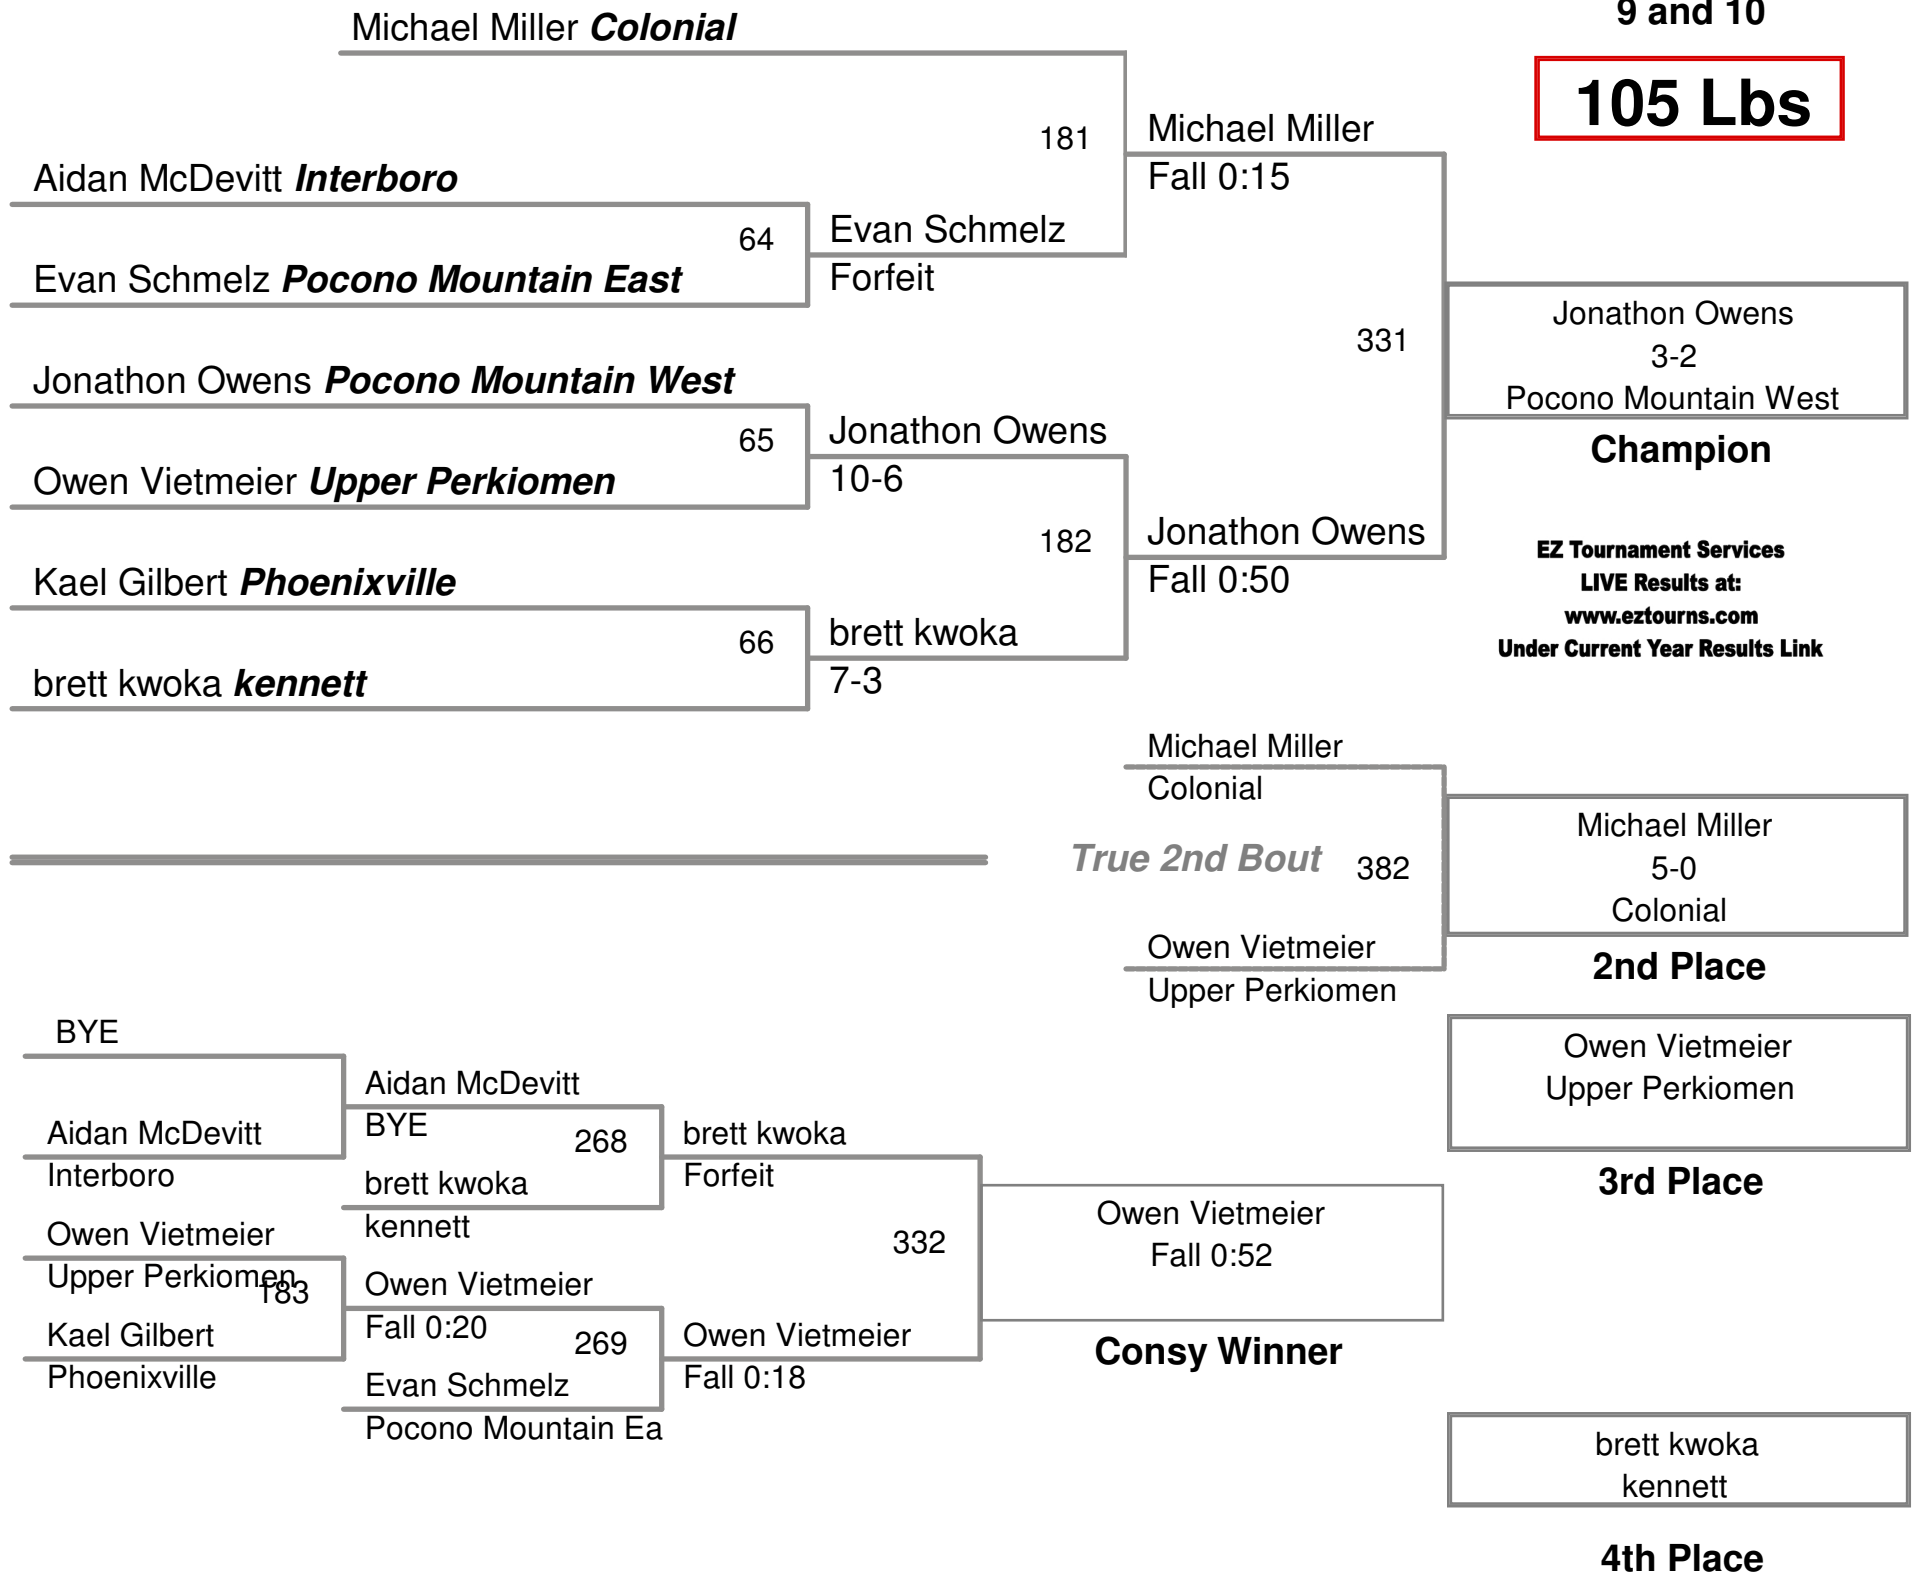 9 and 10
105 Lbs
Michael Miller Colonial
181
Michael Miller
Fall 0:15
Aidan McDevitt Interboro
64
Evan Schmelz
Forfeit
Evan Schmelz Pocono Mountain East
331
Jonathon Owens
3-2
Pocono Mountain West
Champion
Jonathon Owens Pocono Mountain West
65
Jonathon Owens
10-6
Owen Vietmeier Upper Perkiomen
182
Jonathon Owens
Fall 0:50
Kael Gilbert Phoenixville
66
brett kwoka
7-3
brett kwoka kennett
EZ Tournament Services
LIVE Results at:
www.eztourns.com
Under Current Year Results Link
Michael Miller
Colonial
True 2nd Bout
382
Owen Vietmeier
Upper Perkiomen
Michael Miller
5-0
Colonial
2nd Place
Owen Vietmeier
Upper Perkiomen
3rd Place
BYE
Aidan McDevitt
Interboro
Aidan McDevitt
BYE
268
brett kwoka
kennett
brett kwoka
Forfeit
Owen Vietmeier
Upper Perkiomen
183
Kael Gilbert
Phoenixville
Owen Vietmeier
Fall 0:20
269
Evan Schmelz
Pocono Mountain Ea
Owen Vietmeier
Fall 0:18
332
Owen Vietmeier
Fall 0:52
Consy Winner
brett kwoka
kennett
4th Place